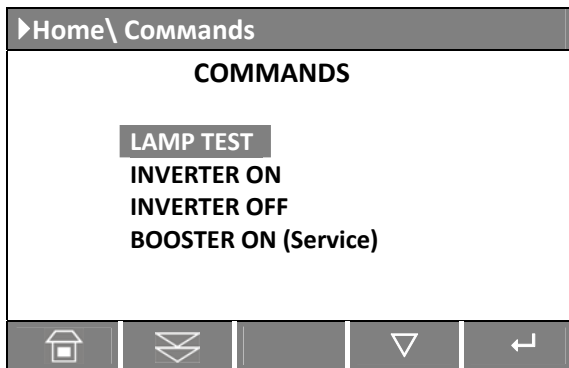 Home\ Commands
COMMANDS
LAMP TEST
INVERTER ON
INVERTER OFF
BOOSTER ON (Service)